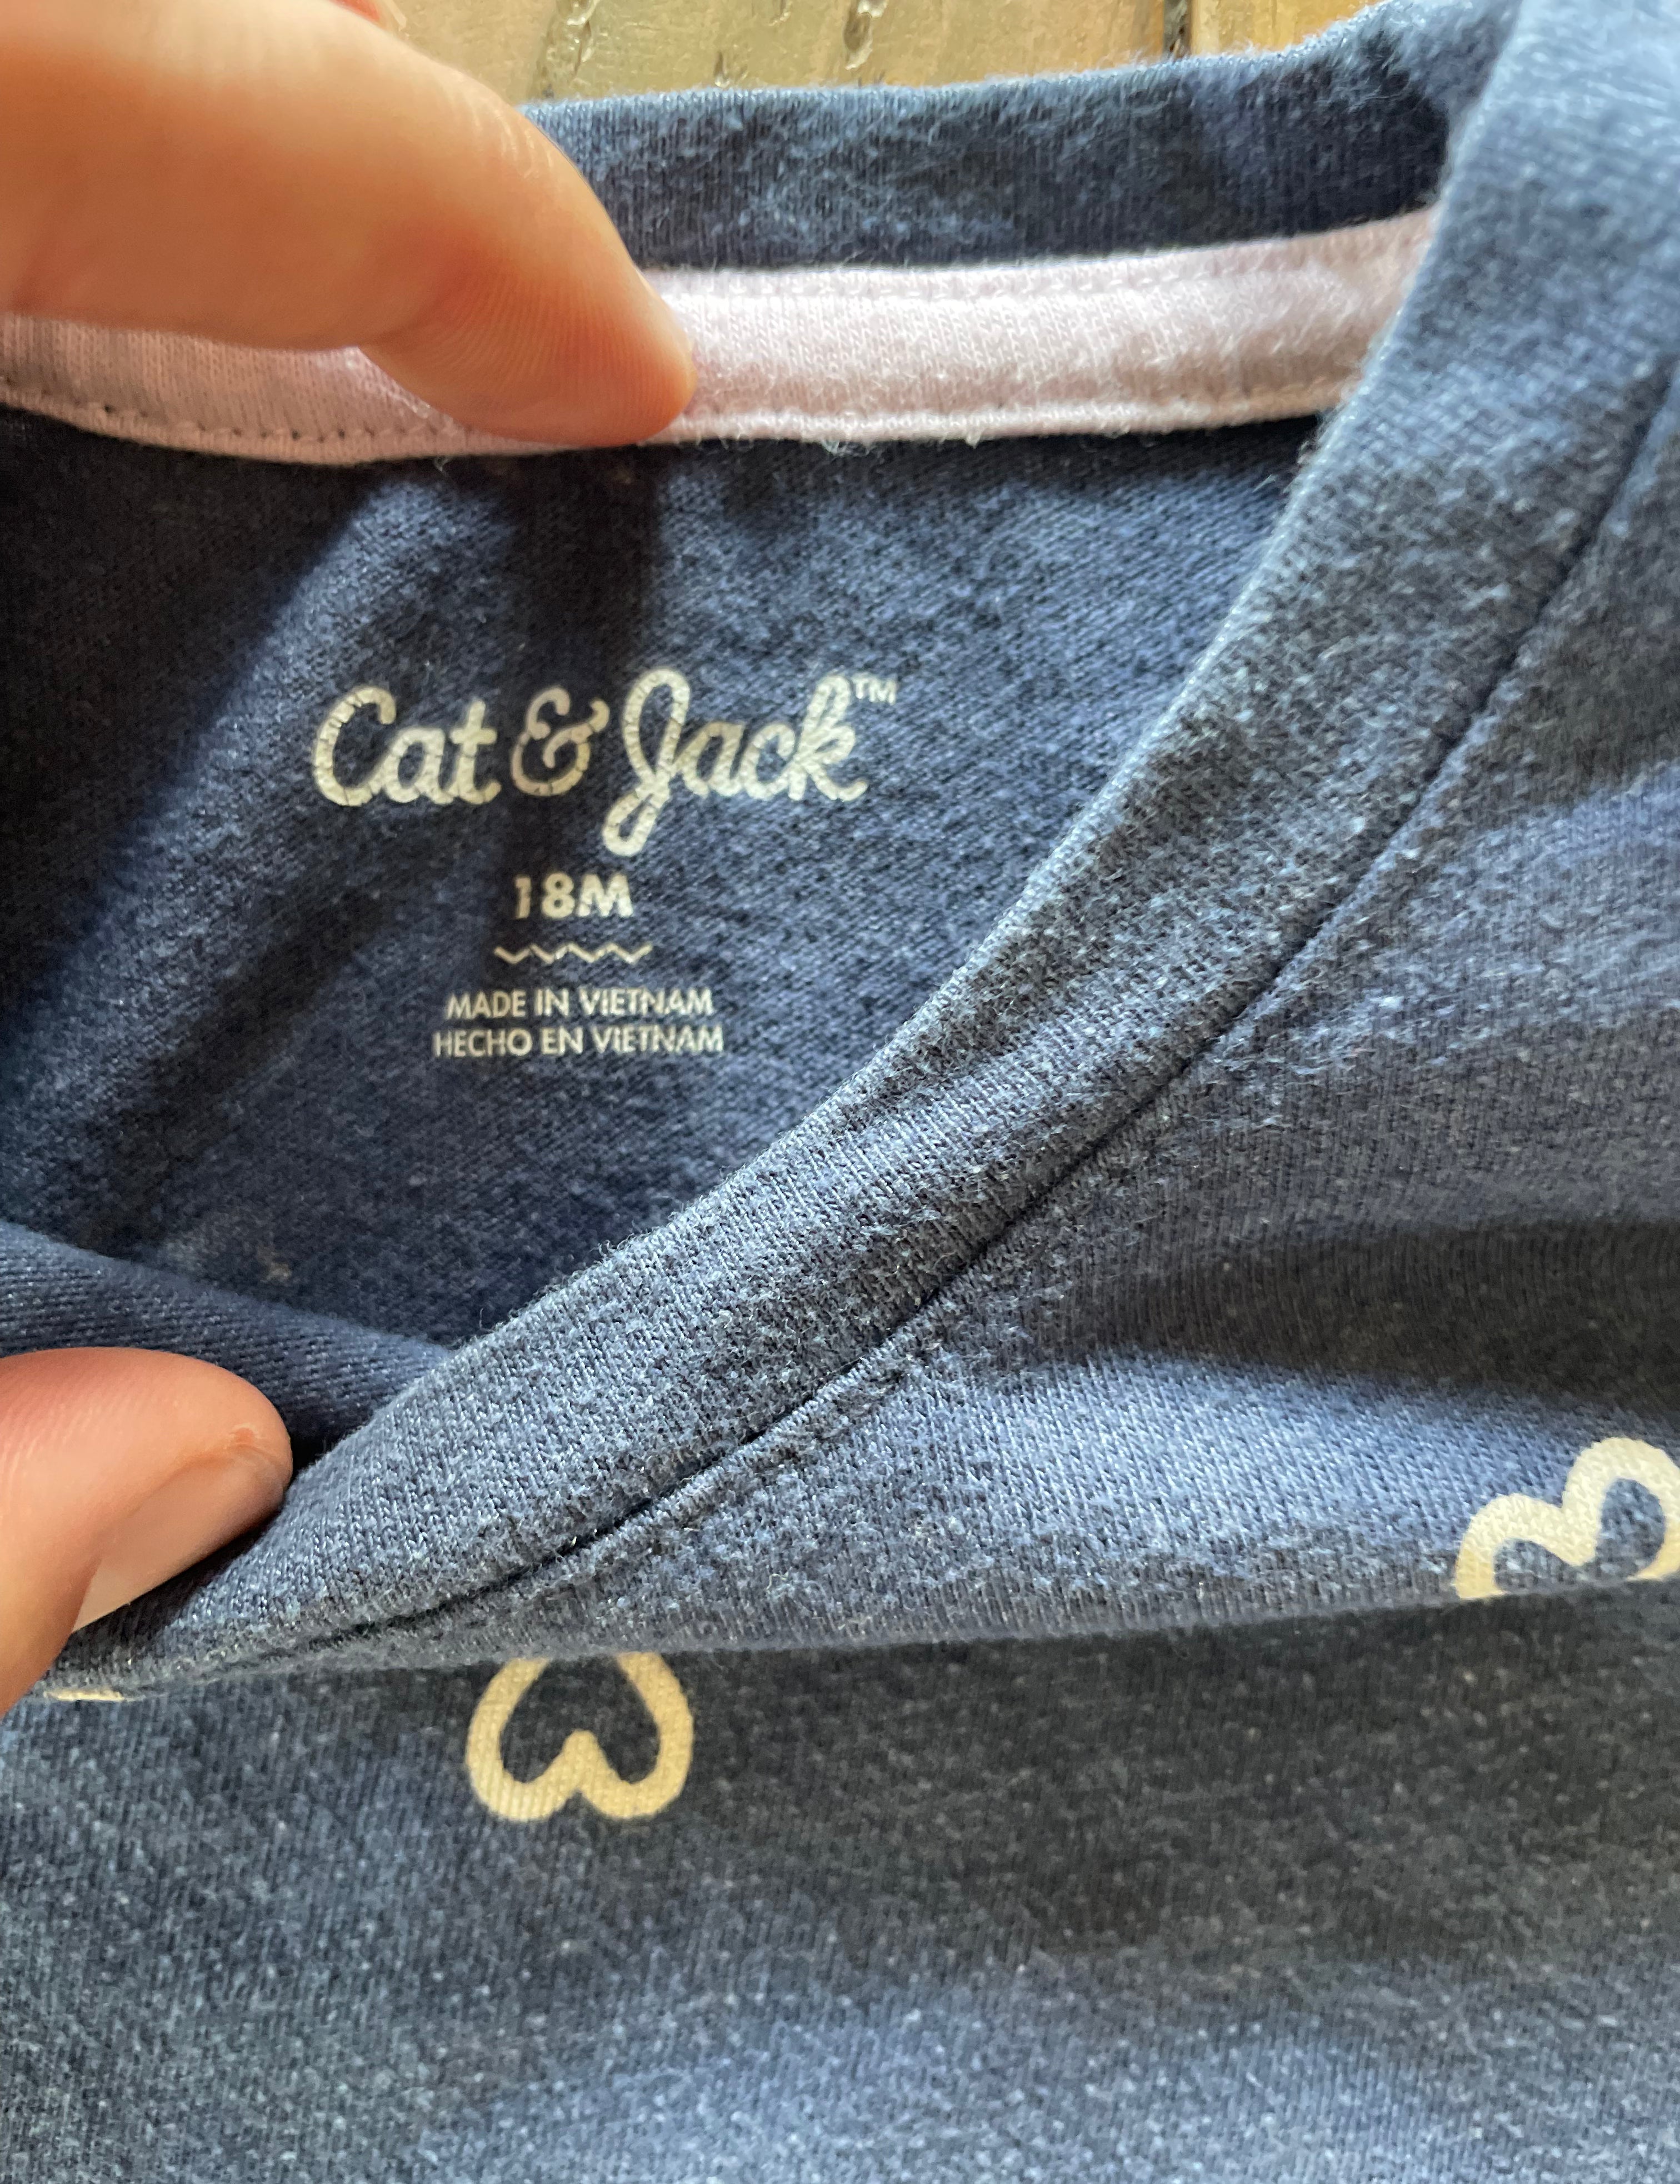 Cat & Jack™
18M
MADE IN VIETNAM
HECHO EN VIETNAM